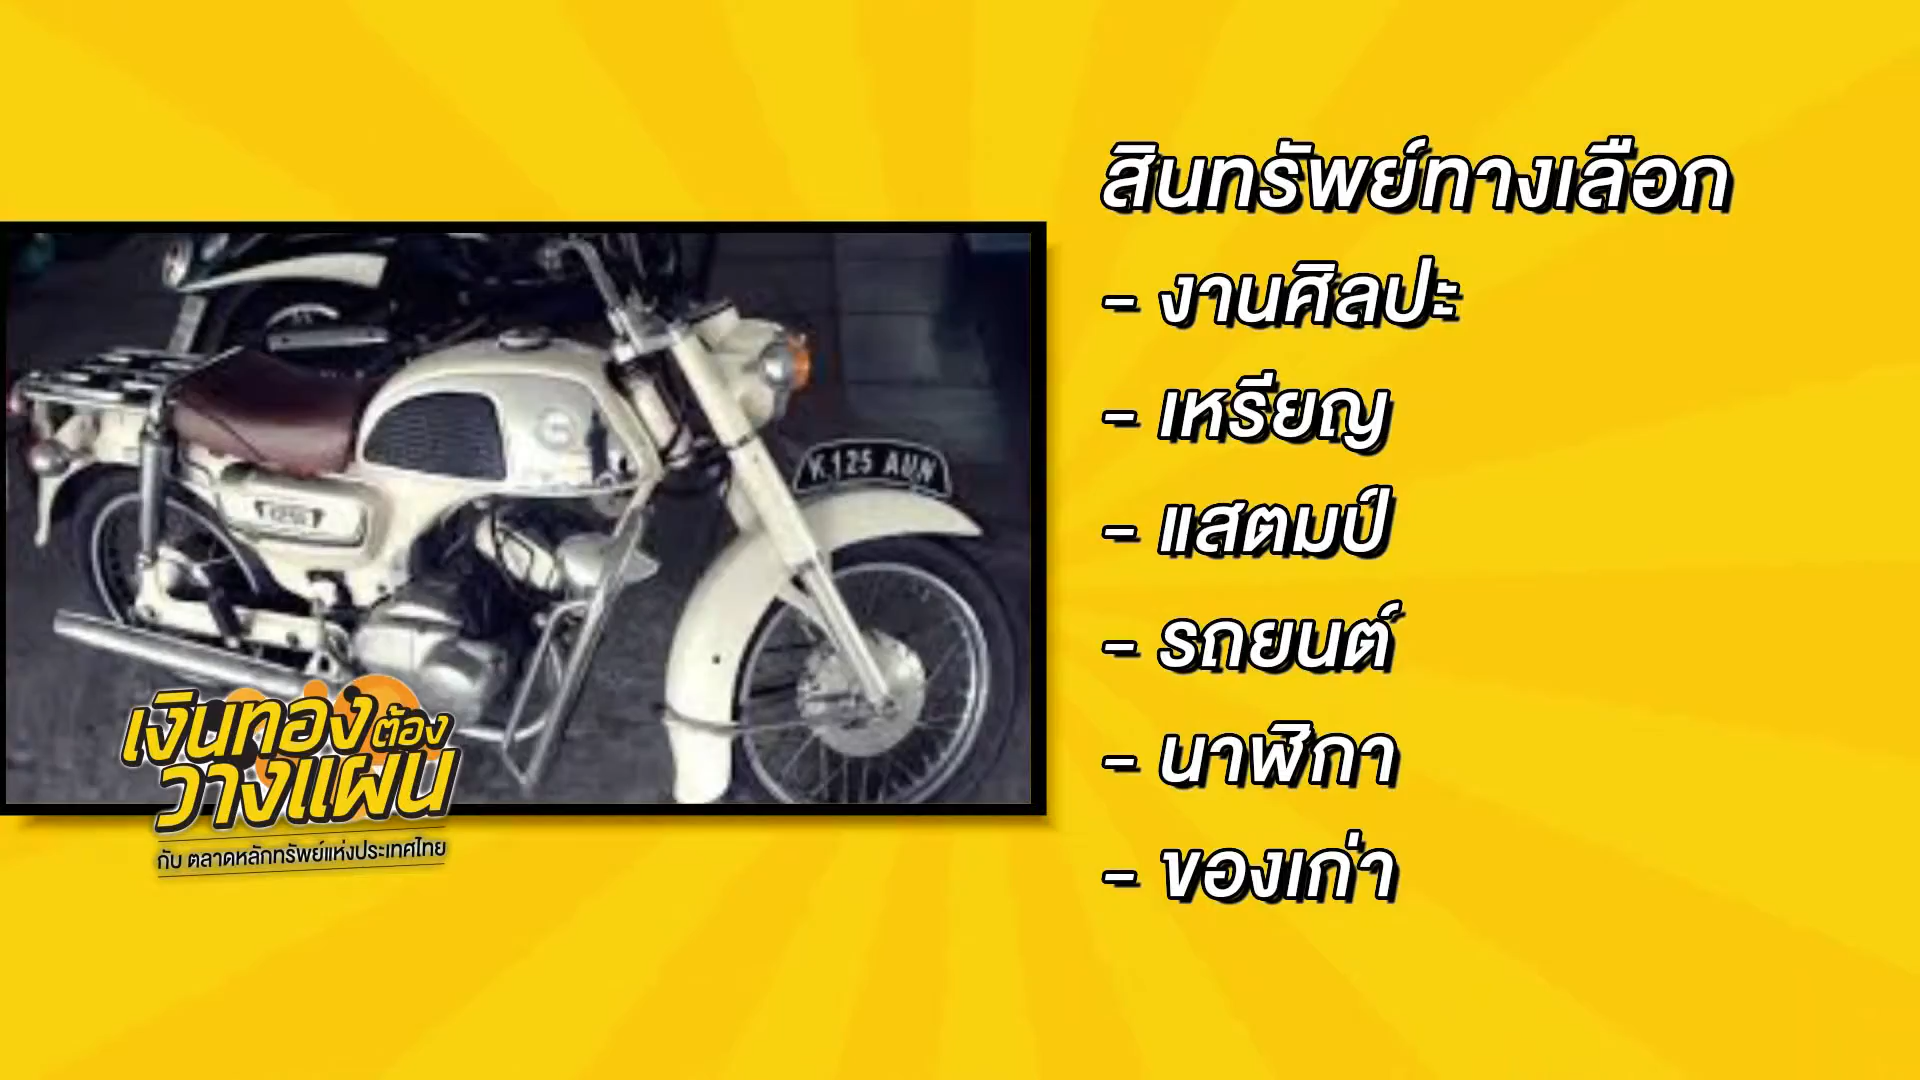 สินทรัพย์ทางเลือก
- งานศิลปะ
- เหรียญ
- แสตมป์
- รถยนต์
- นาฬิกา
- ของเก่า
K 125 AUN
เงินทองต้อง
วางแผน
กับ ตลาดหลักทรัพย์แห่งประเทศไทย